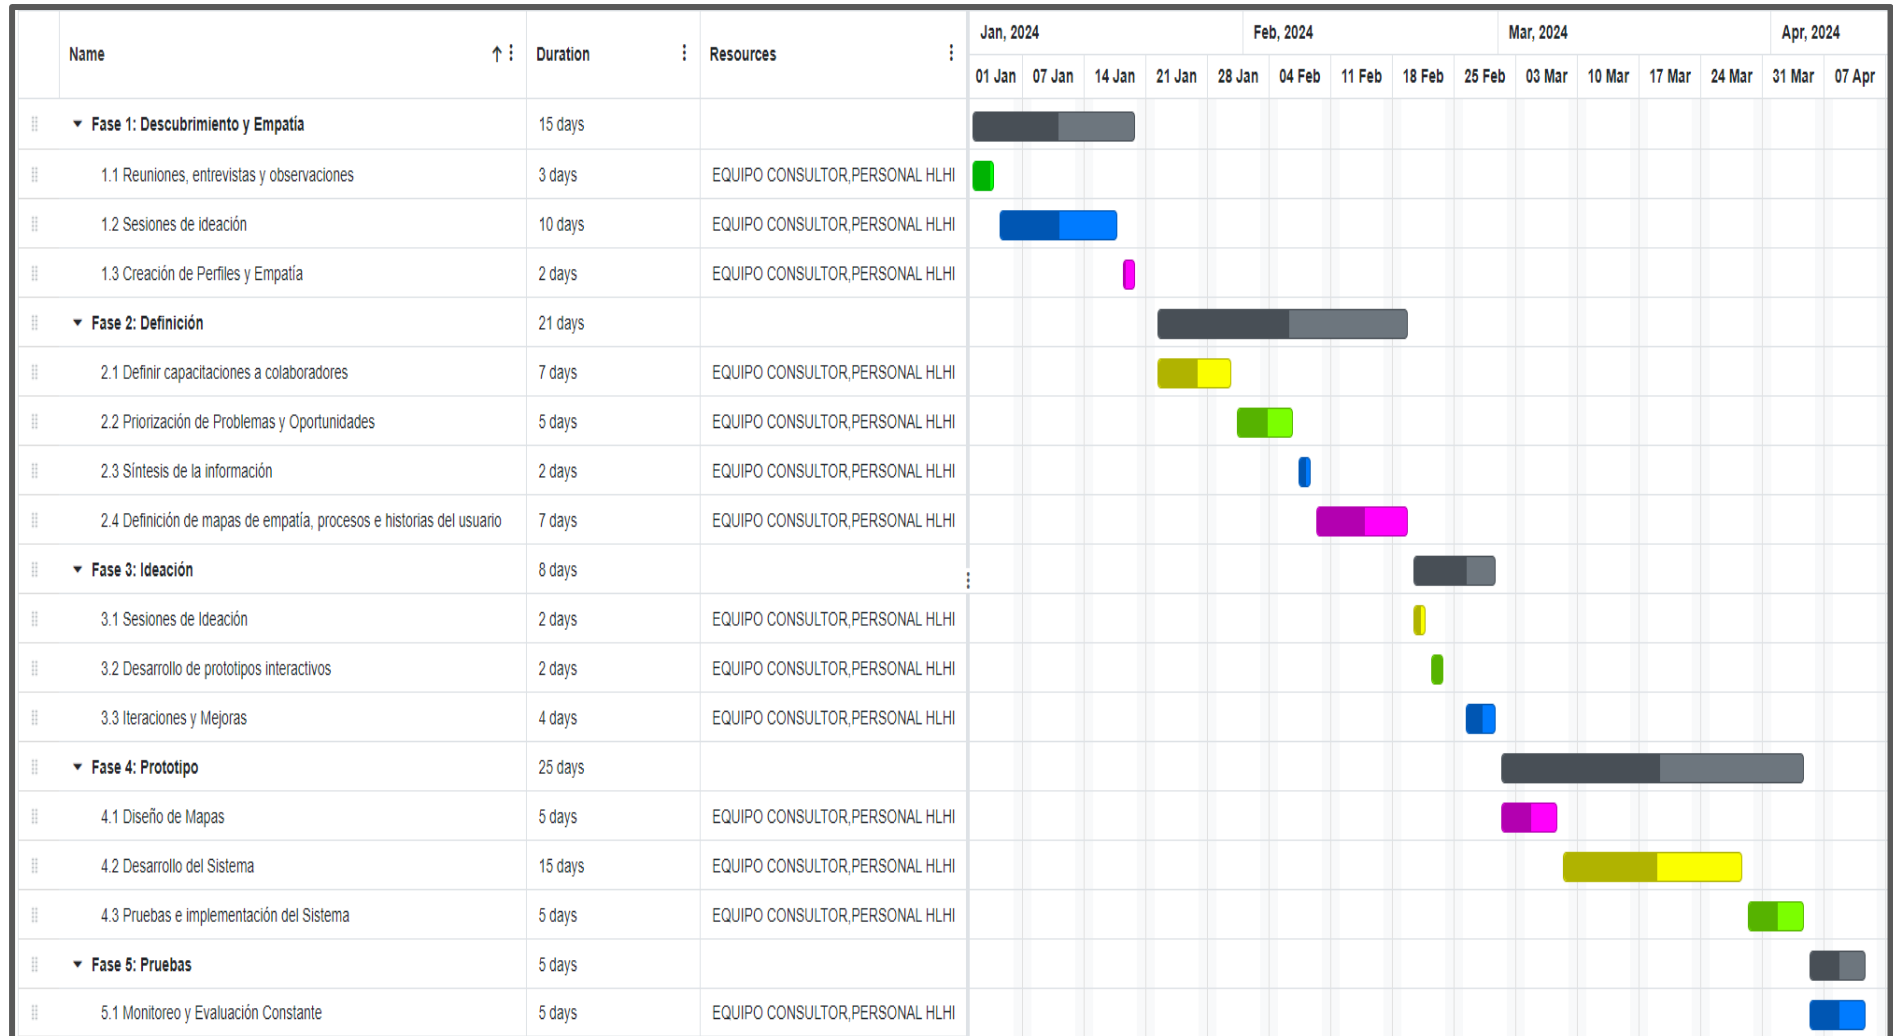 Jan, 2024 Feb, 2024 Mar, 2024 Apr, 2024
Name Duration Resources
01 Jan 07 Jan 14 Jan 21 Jan 28 Jan 04 Feb 11 Feb 18 Feb 25 Feb 03 Mar 10 Mar 17 Mar 24 Mar 31 Mar 07 Apr
Fase 1: Descubrimiento y Empatía 15 days
1.1 Reuniones, entrevistas y observaciones 3 days EQUIPO CONSULTOR,PERSONAL HLHI
1.2 Sesiones de ideación 10 days EQUIPO CONSULTOR,PERSONAL HLHI
1.3 Creación de Perfiles y Empatía 2 days EQUIPO CONSULTOR,PERSONAL HLHI
Fase 2: Definición 21 days
2.1 Definir capacitaciones a colaboradores 7 days EQUIPO CONSULTOR,PERSONAL HLHI
2.2 Priorización de Problemas y Oportunidades 5 days EQUIPO CONSULTOR,PERSONAL HLHI
2.3 Síntesis de la información 2 days EQUIPO CONSULTOR,PERSONAL HLHI
2.4 Definición de mapas de empatía, procesos e historias del usuario 7 days EQUIPO CONSULTOR,PERSONAL HLHI
Fase 3: Ideación 8 days
3.1 Sesiones de Ideación 2 days EQUIPO CONSULTOR,PERSONAL HLHI
3.2 Desarrollo de prototipos interactivos 2 days EQUIPO CONSULTOR,PERSONAL HLHI
3.3 Iteraciones y Mejoras 4 days EQUIPO CONSULTOR,PERSONAL HLHI
Fase 4: Prototipo 25 days
4.1 Diseño de Mapas 5 days EQUIPO CONSULTOR,PERSONAL HLHI
4.2 Desarrollo del Sistema 15 days EQUIPO CONSULTOR,PERSONAL HLHI
4.3 Pruebas e implementación del Sistema 5 days EQUIPO CONSULTOR,PERSONAL HLHI
Fase 5: Pruebas 5 days
5.1 Monitoreo y Evaluación Constante 5 days EQUIPO CONSULTOR,PERSONAL HLHI